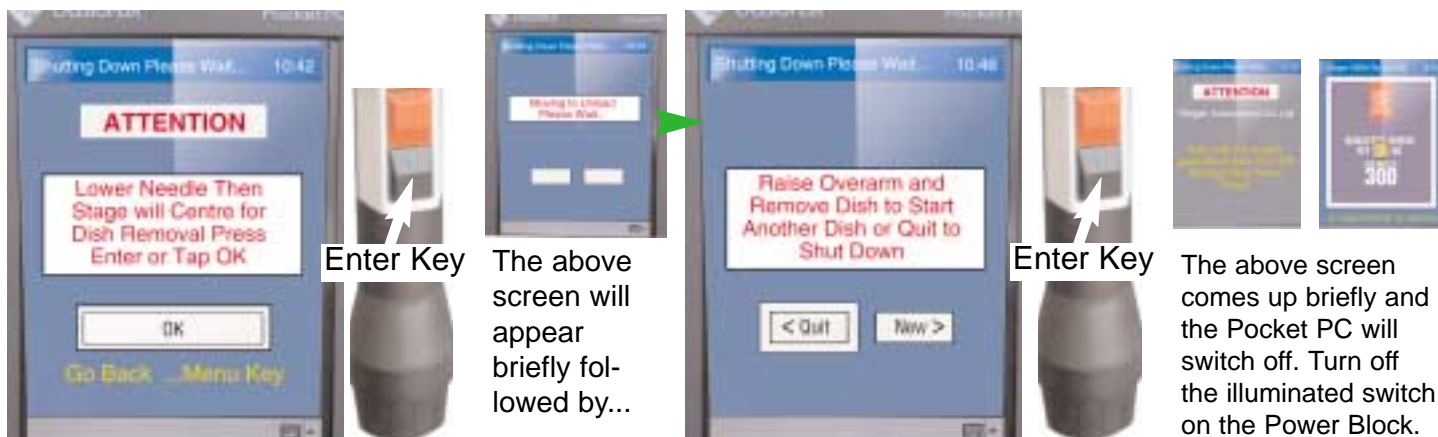 Shutting Down Please Wait... 10:42
ATTENTION
Lower Needle Then
Stage will Centre for
Dish Removal Press
Enter or Tap OK
OK
Go Back ...Menu Key
Enter Key
Moving to Unload
Please Wait...
The above
screen will
appear
briefly fol-
lowed by...
Shutting Down Please Wait... 10:46
Raise Overarm and
Remove Dish to Start
Another Dish or Quit to
Shut Down
< Quit
New >
Enter Key
ATTENTION
300
The above screen
comes up briefly and
the Pocket PC will
switch off. Turn off
the illuminated switch
on the Power Block.